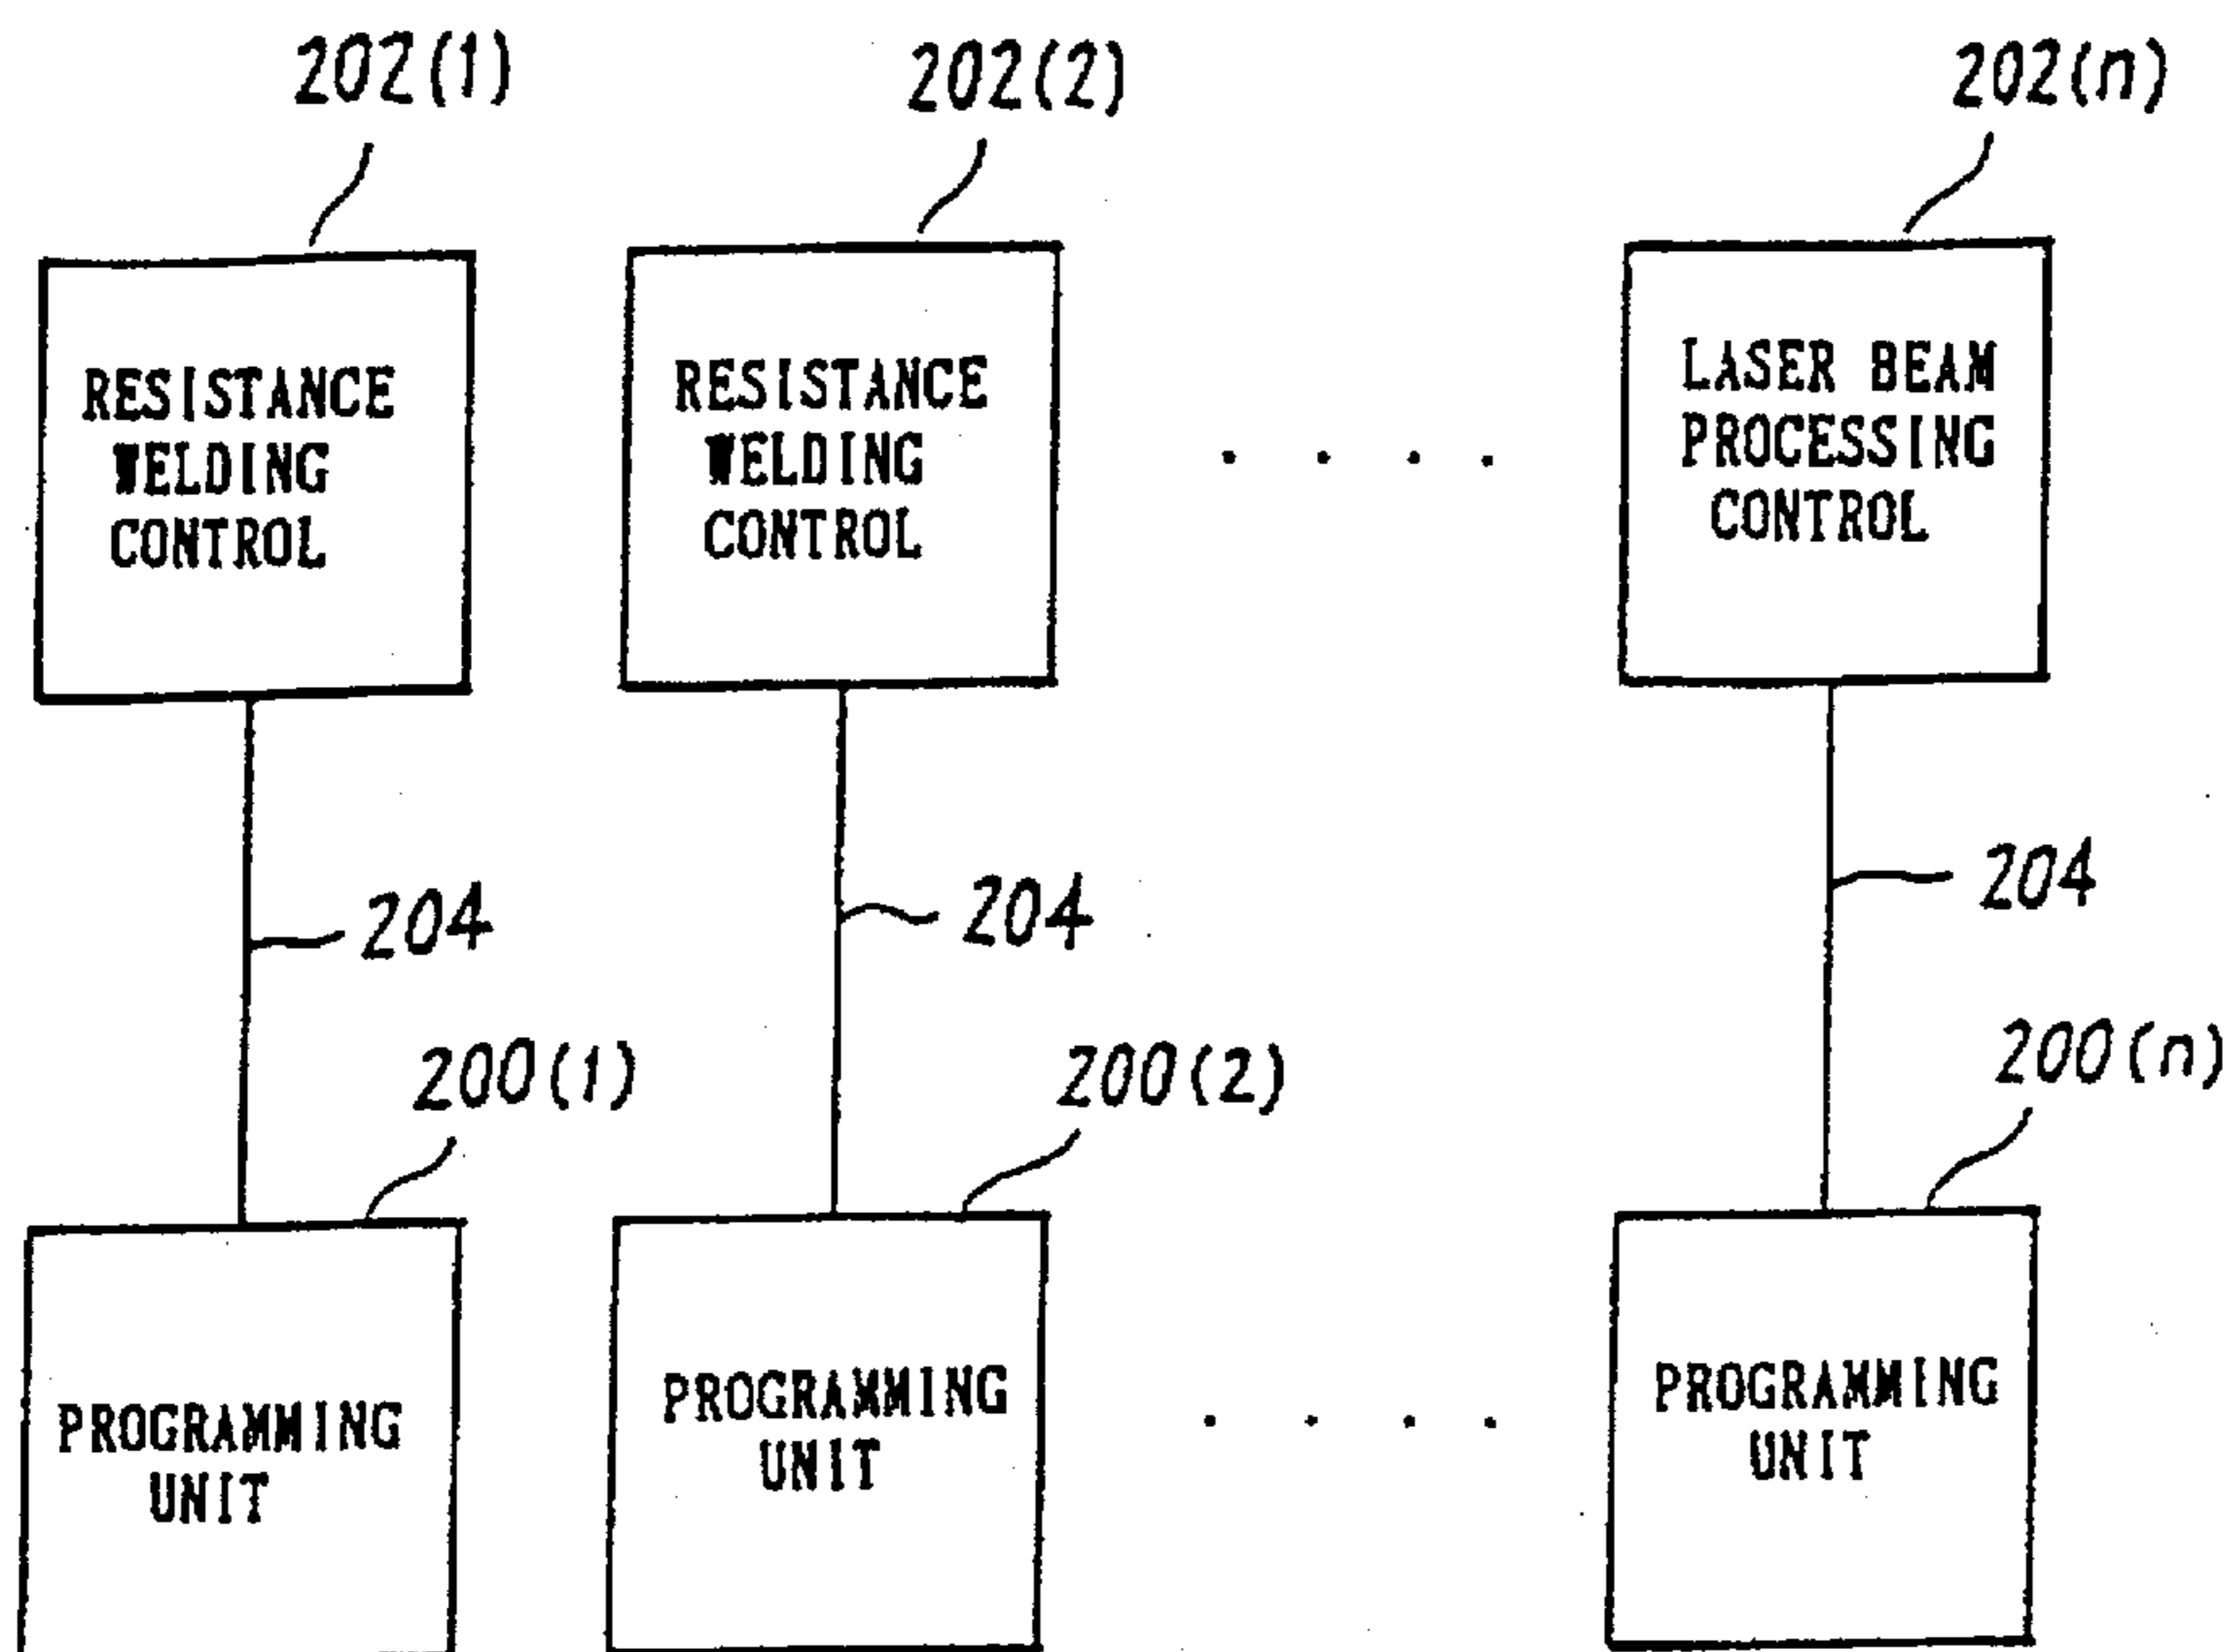 202(1) 202(2) 202(n)
RESISTANCE
WELDING
CONTROL
RESISTANCE
WELDING
CONTROL
. . . .
LASER BEAM
PROCESSING
CONTROL
204 204 204
200(1) 200(2) 200(n)
PROGRAMMING
UNIT
PROGRAMMING
UNIT
. . . .
PROGRAMMING
UNIT